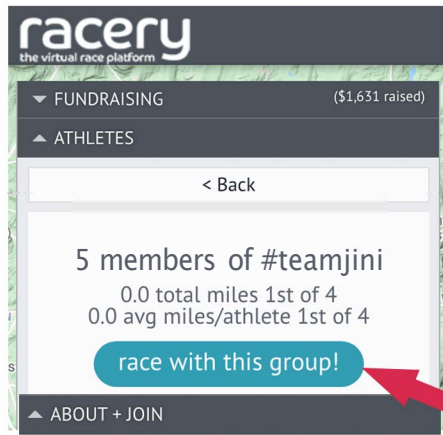 racery
the virtual race platform
FUNDRAISING ($1,631 raised)
ATHLETES
< Back
5 members of #teamjini
0.0 total miles 1st of 4
0.0 avg miles/athlete 1st of 4
race with this group!
S
ABOUT + JOIN